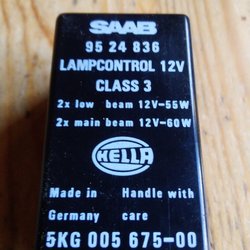 SAAB
95 24 836
LAMPCONTROL 12V
CLASS 3
2x low beam 12V-55W
2x main beam 12V-60W
HELLA
Made in Handle with
Germany care
5KG 005 675-00